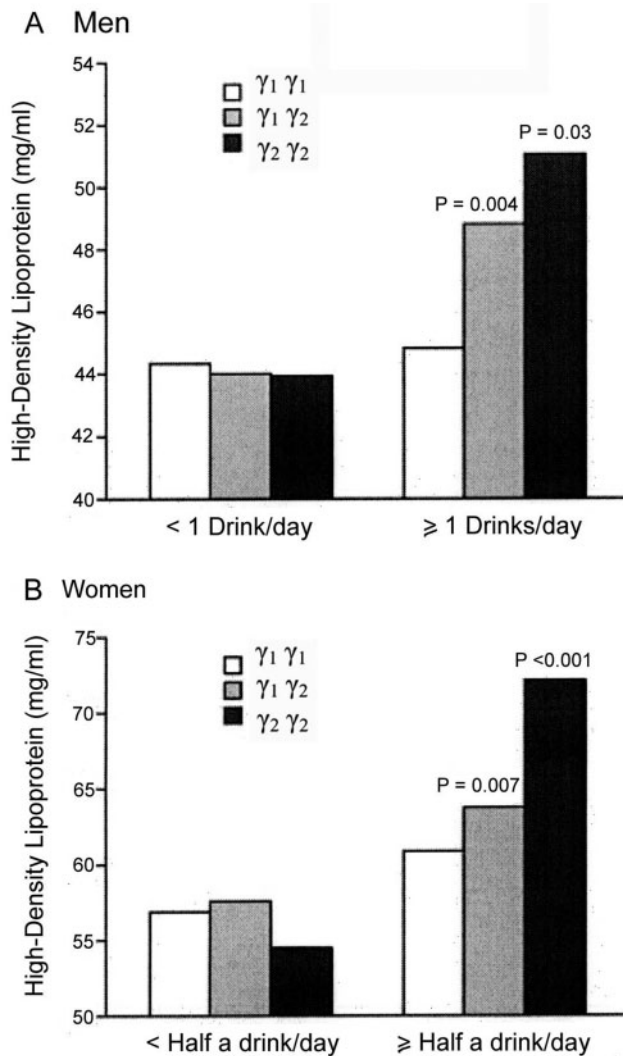 A Men
High-Density Lipoprotein (mg/ml)
54
52
50
48
46
44
42
40
γ₁ γ₁
γ₁ γ₂
γ₂ γ₂
P = 0.004
P = 0.03
< 1 Drink/day
⩾ 1 Drinks/day
B Women
High-Density Lipoprotein (mg/ml)
75
70
65
60
55
50
γ₁ γ₁
γ₁ γ₂
γ₂ γ₂
P = 0.007
P <0.001
< Half a drink/day
⩾ Half a drink/day